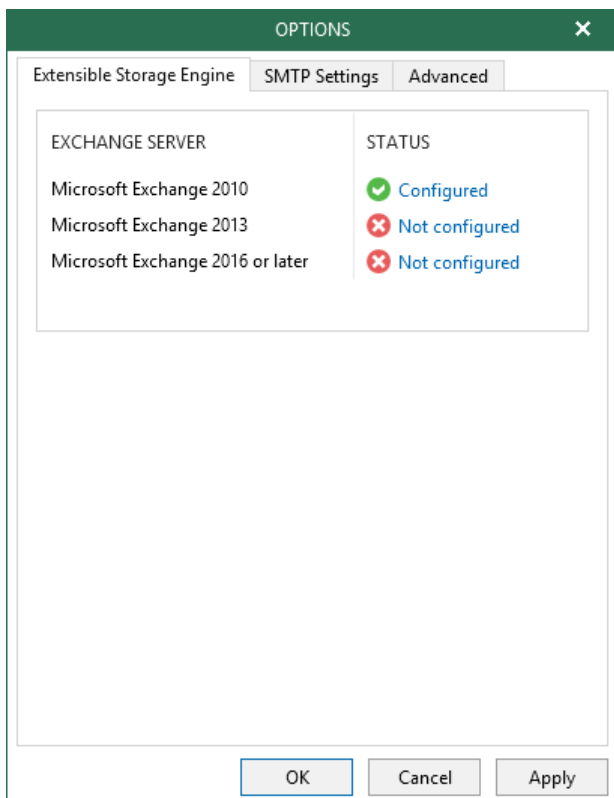 OPTIONS
Extensible Storage Engine SMTP Settings Advanced
EXCHANGE SERVER STATUS
Microsoft Exchange 2010 Configured
Microsoft Exchange 2013 Not configured
Microsoft Exchange 2016 or later Not configured
OK Cancel Apply